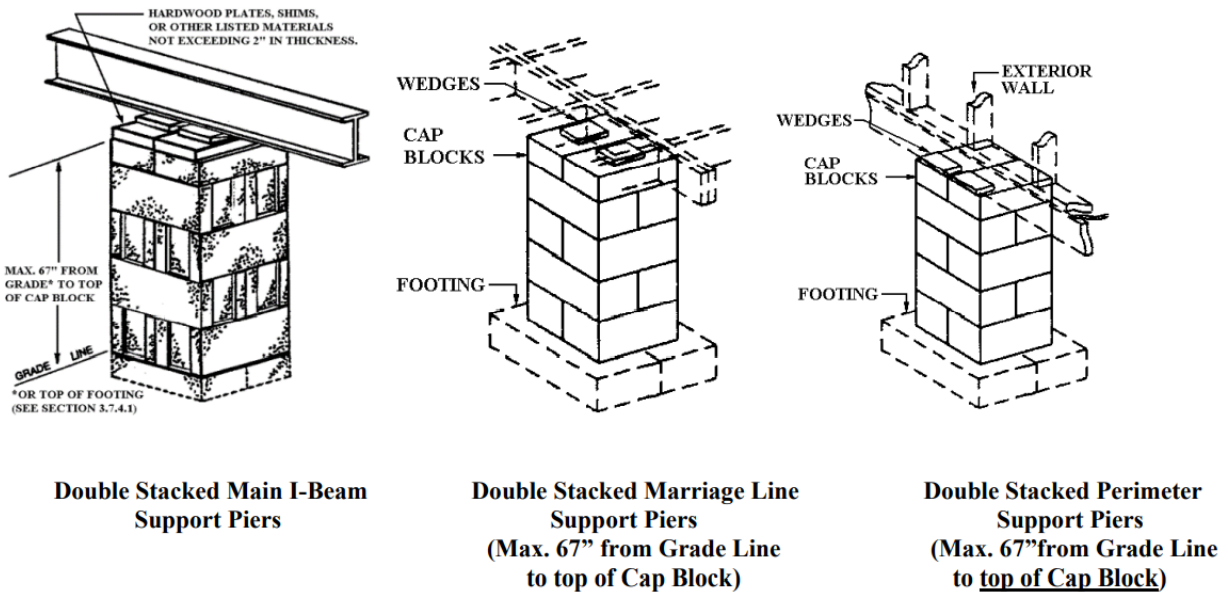 HARDWOOD PLATES, SHIMS,
OR OTHER LISTED MATERIALS
NOT EXCEEDING 2" IN THICKNESS.
MAX. 67" FROM
GRADE* TO TOP
OF CAP BLOCK
GRADE LINE
*OR TOP OF FOOTING
(SEE SECTION 3.7.4.1)
WEDGES
CAP
BLOCKS
FOOTING
EXTERIOR
WALL
WEDGES
CAP
BLOCKS
FOOTING
Double Stacked Main I-Beam
Support Piers
Double Stacked Marriage Line
Support Piers
(Max. 67” from Grade Line
to top of Cap Block)
Double Stacked Perimeter
Support Piers
(Max. 67”from Grade Line
to top of Cap Block)